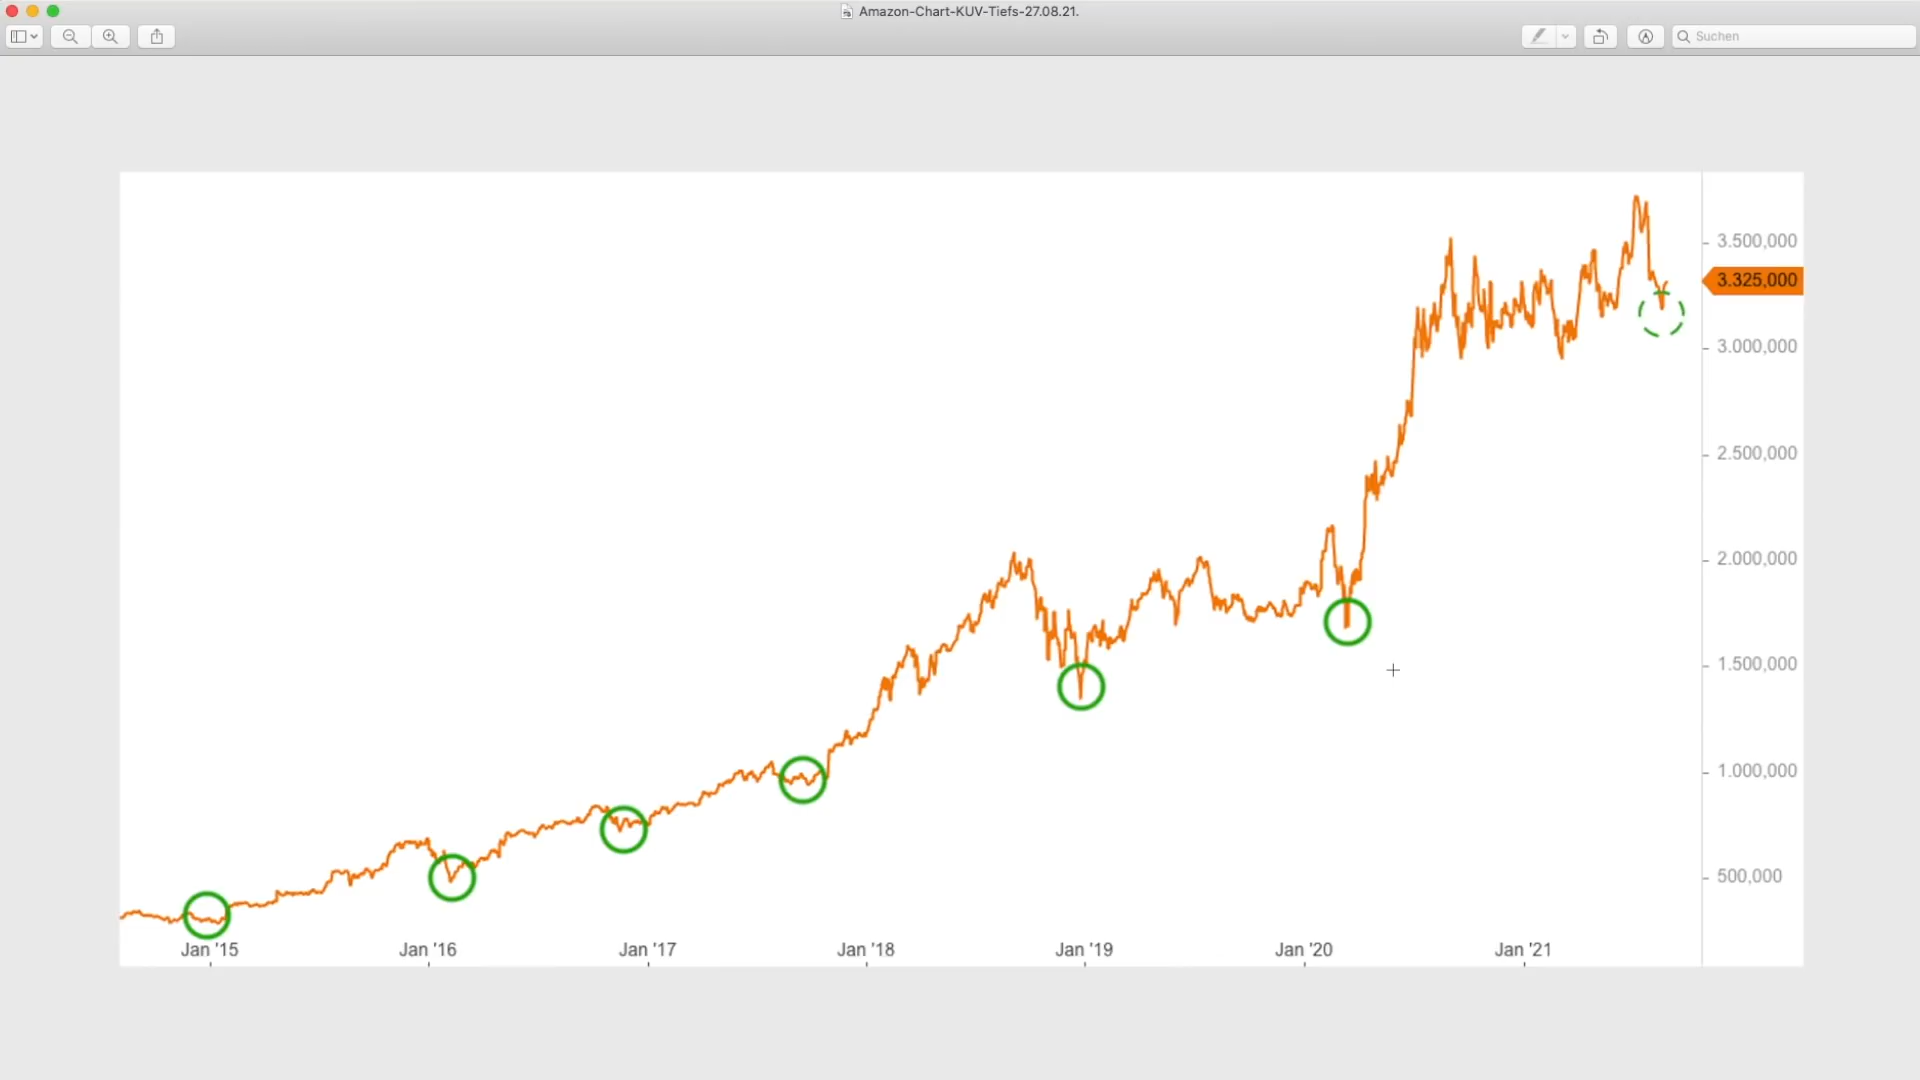 Amazon-Chart-KUV-Tiefs-27.08.21.
Suchen
3.500,000
3.325,000
3.000,000
2.500,000
2.000,000
1.500,000
1.000,000
500,000
Jan '15 Jan '16 Jan '17 Jan '18 Jan '19 Jan '20 Jan '21